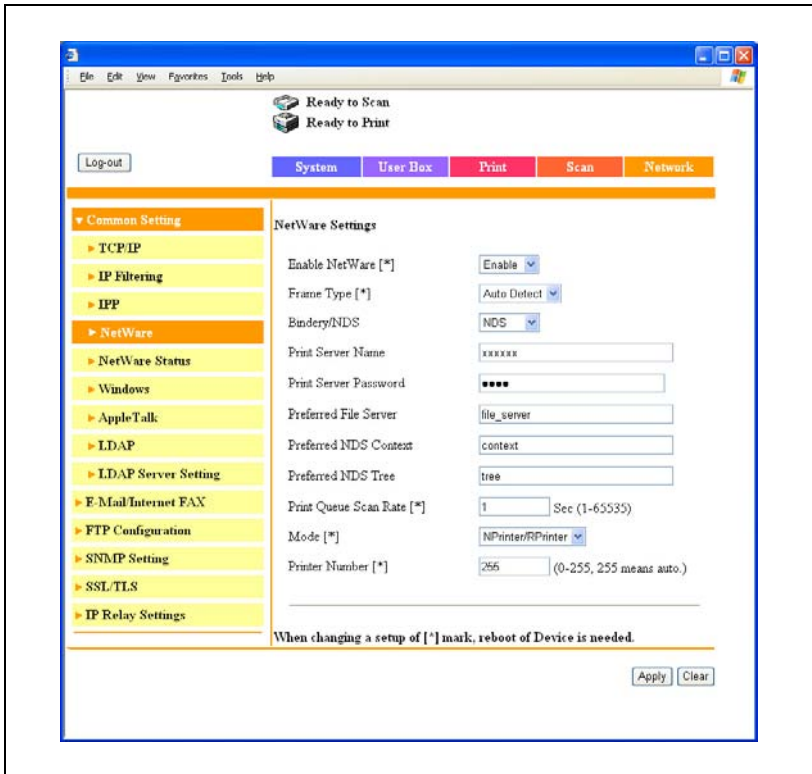 File Edit View Favorites Tools Help
Ready to Scan
Ready to Print
Log-out
System User Box Print Scan Network
▼ Common Setting
► TCP/IP
► IP Filtering
► IPP
► NetWare
► NetWare Status
► Windows
► AppleTalk
► LDAP
► LDAP Server Setting
► E-Mail/Internet FAX
► FTP Configuration
► SNMP Setting
► SSL/TLS
► IP Relay Settings
NetWare Settings
Enable NetWare [*] Enable
Frame Type [*] Auto Detect
Bindery/NDS NDS
Print Server Name xxxxxx
Print Server Password ●●●●
Preferred File Server file_server
Preferred NDS Context context
Preferred NDS Tree tree
Print Queue Scan Rate [*] 1 Sec (1-65535)
Mode [*] NPrinter/RPrinter
Printer Number [*] 255 (0-255, 255 means auto.)
When changing a setup of [*] mark, reboot of Device is needed.
Apply Clear